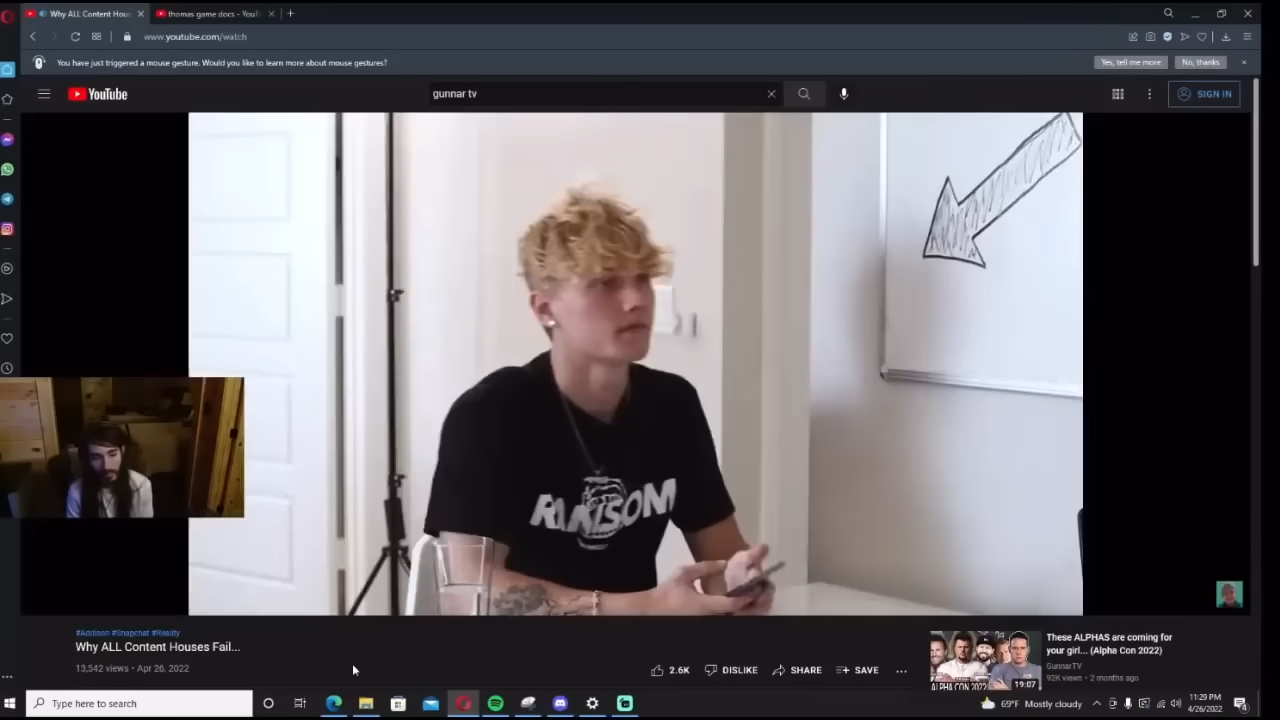 Why ALL Content Hous
thomas game docs - YouT
www.youtube.com/watch
You have just triggered a mouse gesture. Would you like to learn more about mouse gestures?
Yes, tell me more
No, thanks
YouTube
gunnar tv
SIGN IN
RANSOM
#Addison #Snapchat #Reality
Why ALL Content Houses Fail...
13,542 views • Apr 26, 2022
2.6K
DISLIKE
SHARE
SAVE
These ALPHAS are coming for
your girl... (Alpha Con 2022)
GunnarTV
92K views • 2 months ago
ALPHA CON 2022
19:07
Type here to search
69°F Mostly cloudy
11:29 PM
4/26/2022